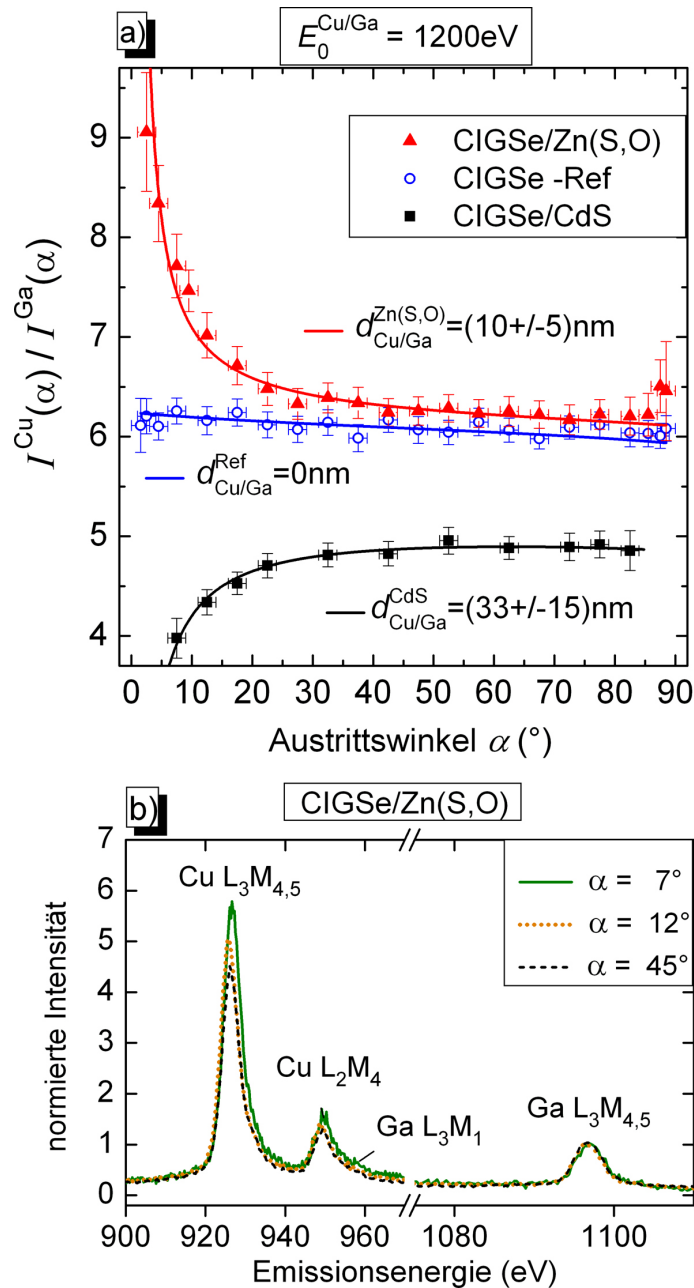 a)
E₀^Cu/Ga = 1200eV
CIGSe/Zn(S,O)
CIGSe -Ref
CIGSe/CdS
I^Cu(α) / I^Ga(α)
9
8
7
6
5
4
d_Cu/Ga^Zn(S,O)=(10+/-5)nm
d_Cu/Ga^Ref=0nm
d_Cu/Ga^CdS=(33+/-15)nm
0 10 20 30 40 50 60 70 80 90
Austrittswinkel α (°)
b)
CIGSe/Zn(S,O)
normierte Intensität
7
6
5
4
3
2
1
0
Cu L₃M₄,₅
Cu L₂M₄
Ga L₃M₁
Ga L₃M₄,₅
α = 7°
α = 12°
α = 45°
900 920 940 960 1080 1100
Emissionsenergie (eV)